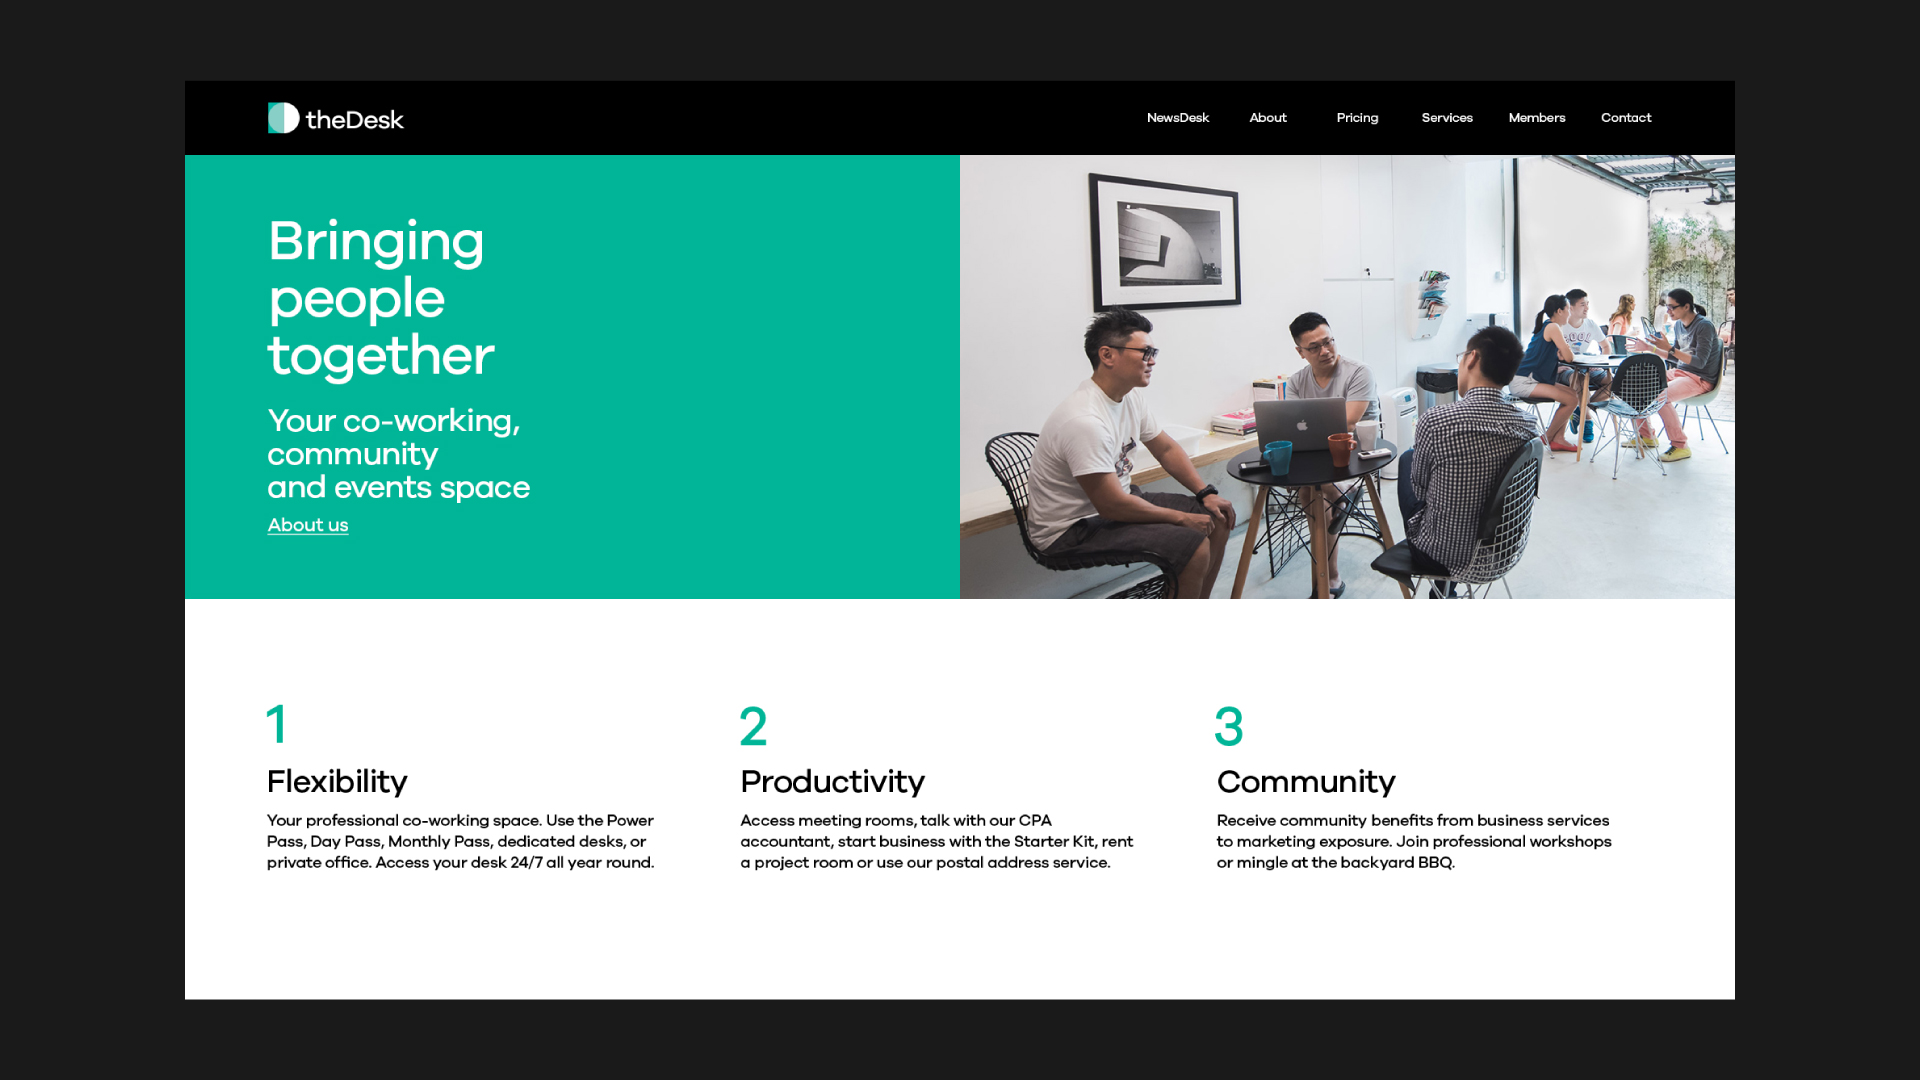 theDesk
NewsDesk About Pricing Services Members Contact
Bringing
people
together
Your co-working,
community
and events space
About us
1
Flexibility
Your professional co-working space. Use the Power
Pass, Day Pass, Monthly Pass, dedicated desks, or
private office. Access your desk 24/7 all year round.
2
Productivity
Access meeting rooms, talk with our CPA
accountant, start business with the Starter Kit, rent
a project room or use our postal address service.
3
Community
Receive community benefits from business services
to marketing exposure. Join professional workshops
or mingle at the backyard BBQ.